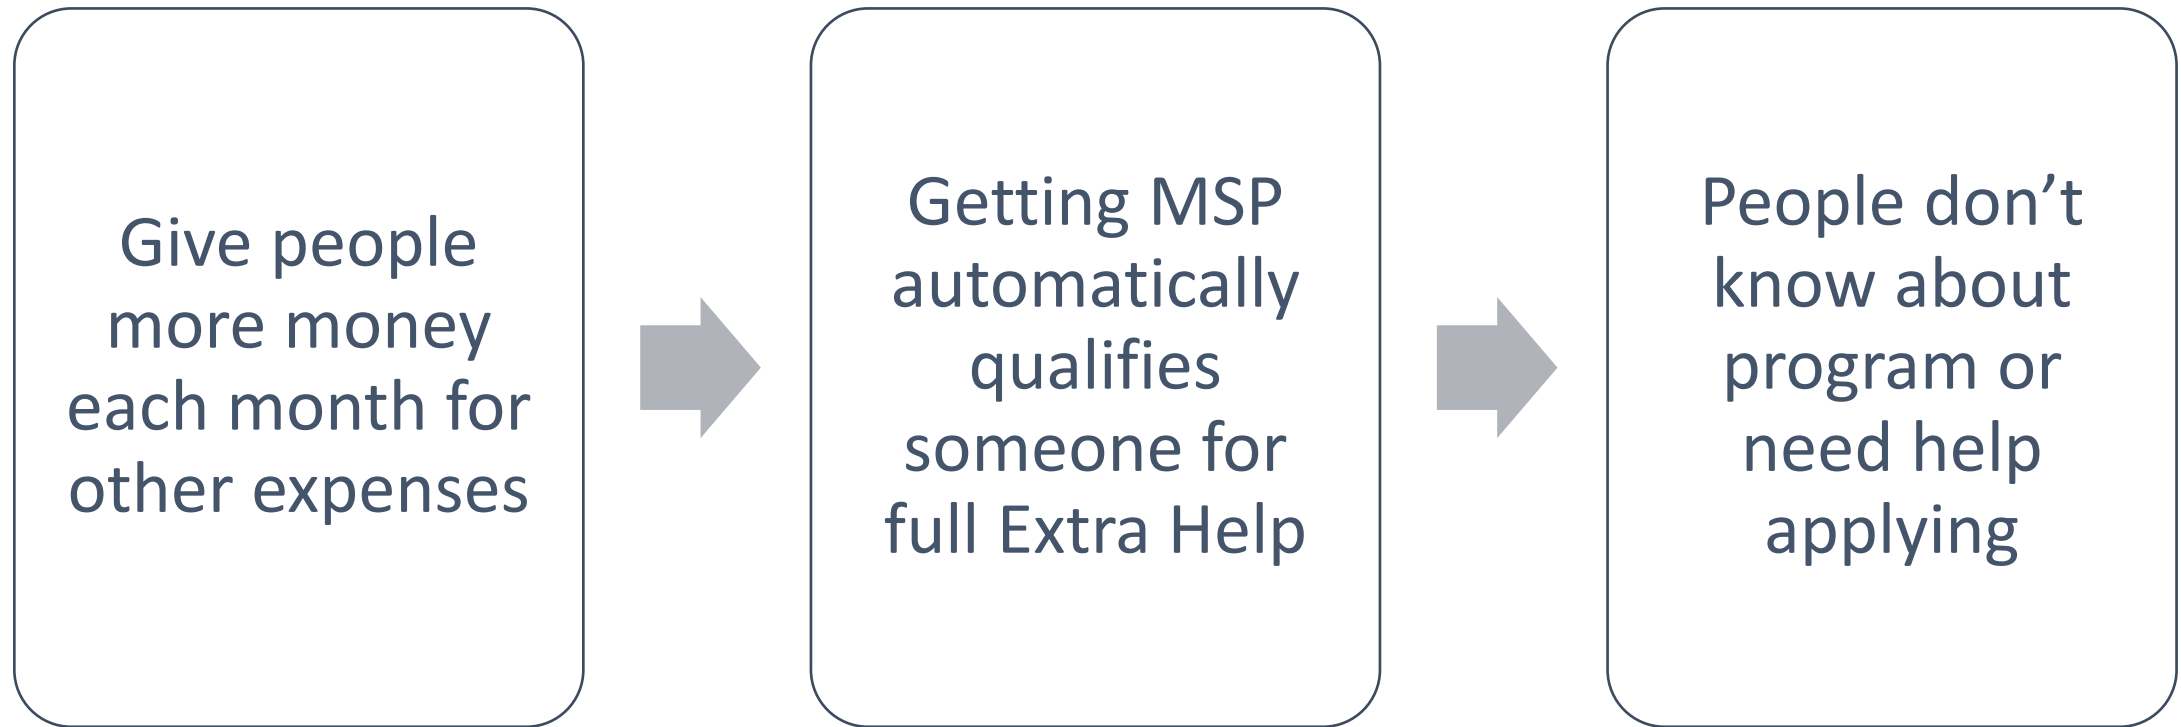 Give people
more money
each month for
other expenses
Getting MSP
automatically
qualifies
someone for
full Extra Help
People don’t
know about
program or
need help
applying